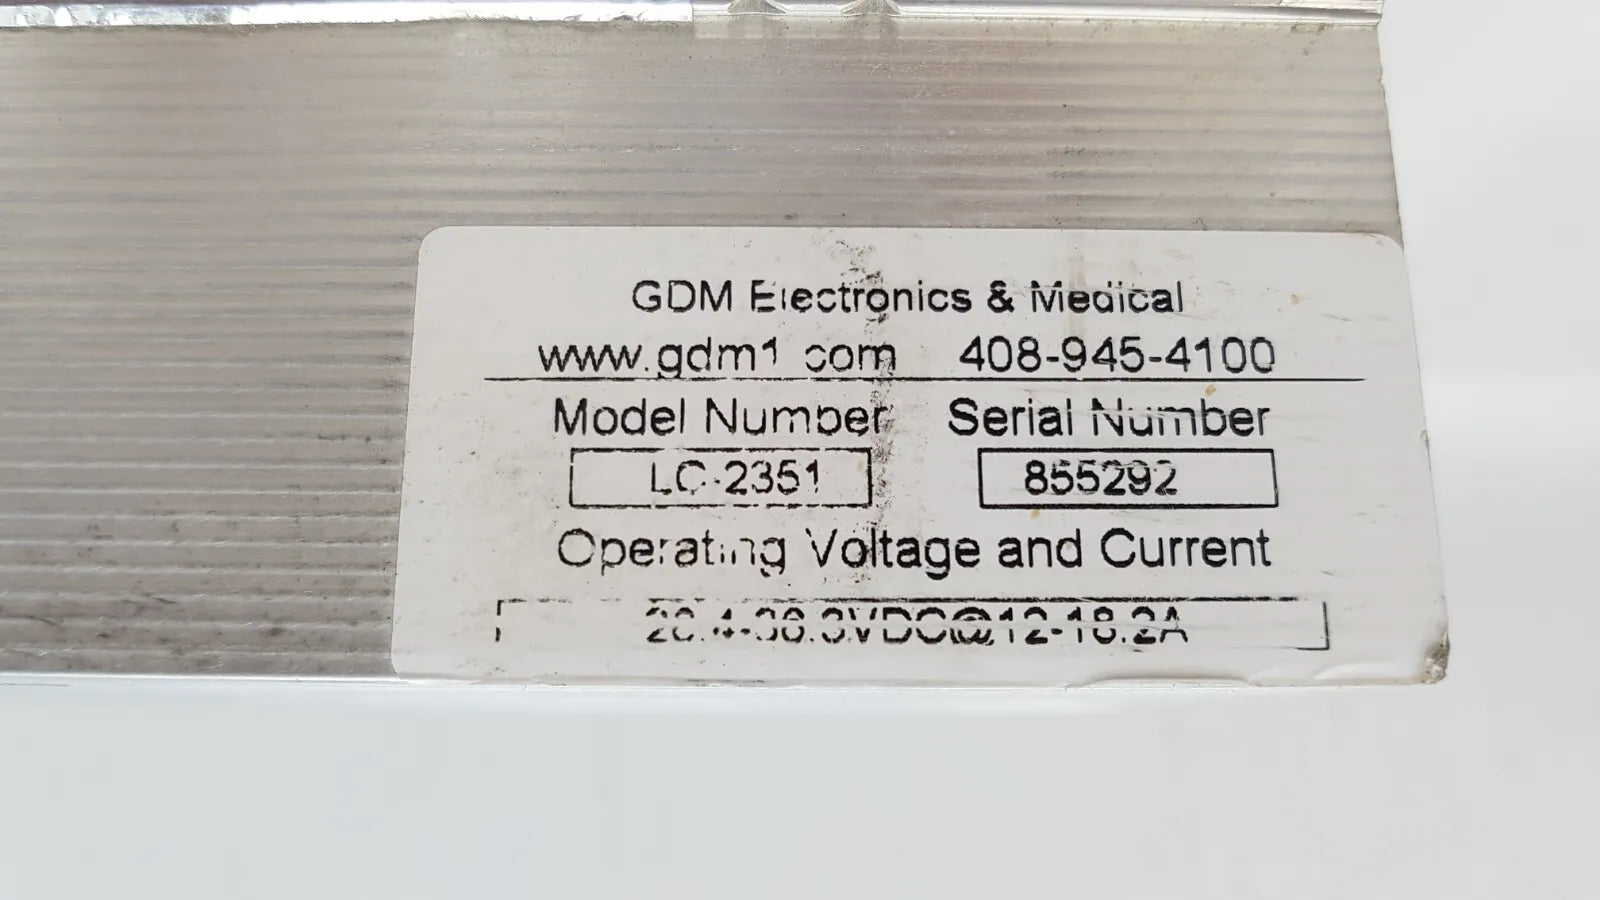 GDM Electronics & Medical
www.gdm1.com 408-945-4100
Model Number Serial Number
LC-2351 855292
Operating Voltage and Current